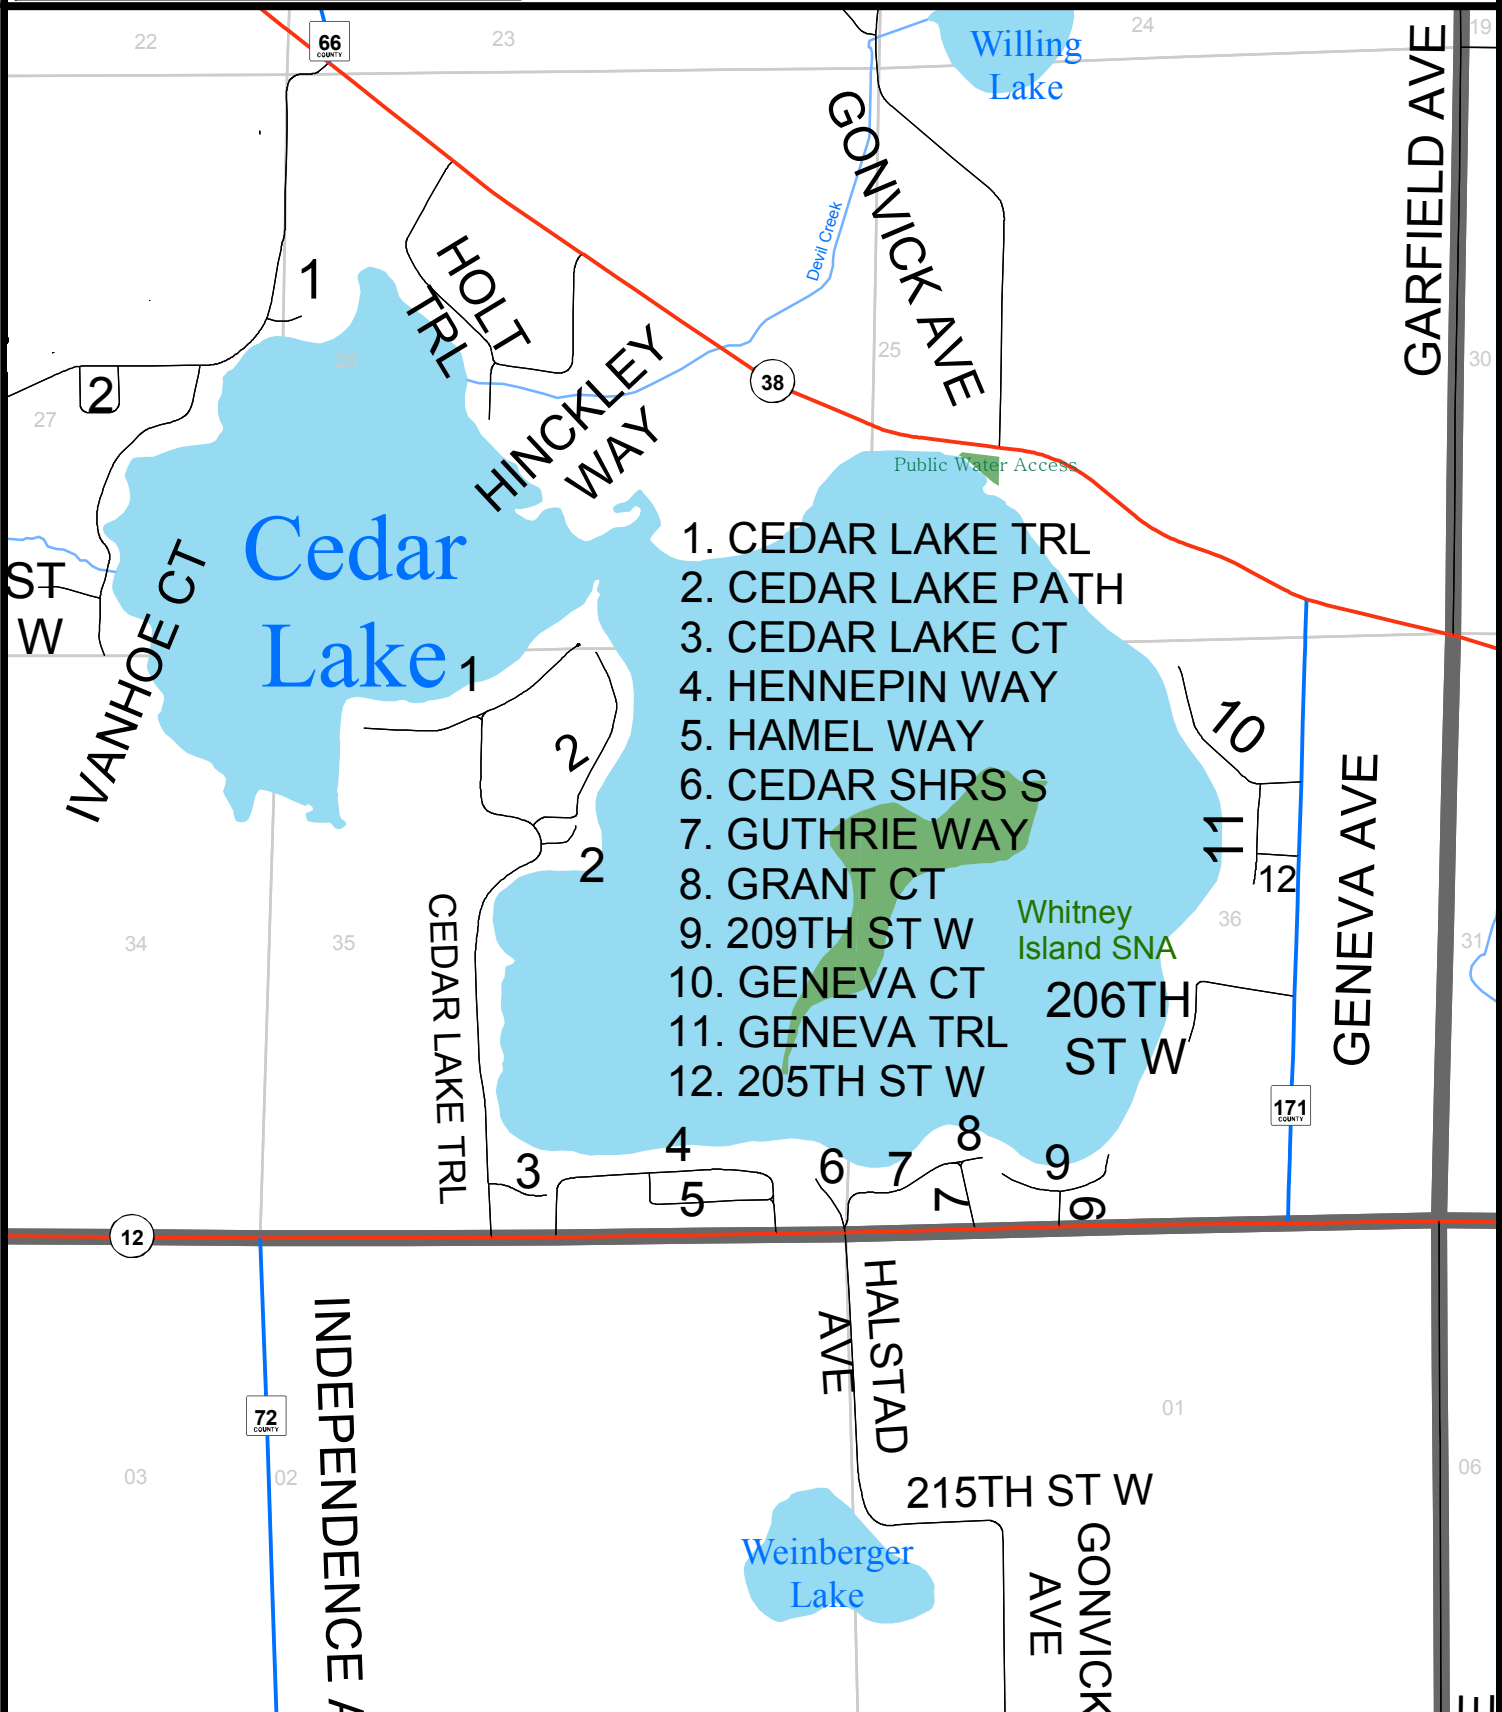 22
66
COUNTY
23
Willing
Lake
24
19
GARFIELD AVE
GONVICK AVE
Devil Creek
1
HOLT
TRL
HINCKLEY
WAY
26
25
30
38
2
27
Public Water Access
Cedar
Lake
ST
W
IVANHOE CT
1
2
2
1. CEDAR LAKE TRL
2. CEDAR LAKE PATH
3. CEDAR LAKE CT
4. HENNEPIN WAY
5. HAMEL WAY
6. CEDAR SHRS S
7. GUTHRIE WAY
8. GRANT CT
9. 209TH ST W
10. GENEVA CT
11. GENEVA TRL
12. 205TH ST W
10
11
12
GENEVA AVE
Whitney
Island SNA
36
31
34
35
CEDAR LAKE TRL
206TH
ST W
171
COUNTY
3
4
5
6
7
7
8
9
9
12
HALSTAD
AVE
INDEPENDENCE A
72
COUNTY
03
02
01
06
215TH ST W
Weinberger
Lake
GONVICK
AVE